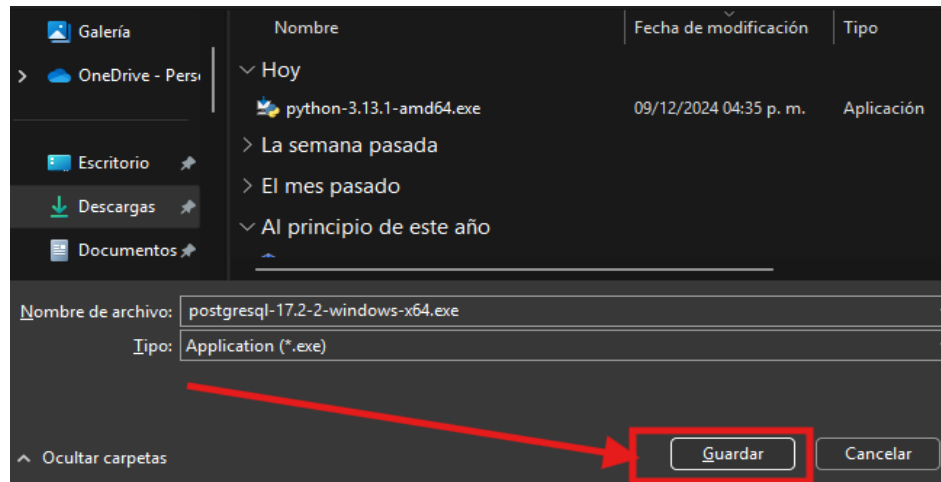 Galería
OneDrive - Perso
Escritorio
Descargas
Documentos
Nombre Fecha de modificación Tipo
Hoy
python-3.13.1-amd64.exe 09/12/2024 04:35 p. m. Aplicación
La semana pasada
El mes pasado
Al principio de este año
Nombre de archivo: postgresql-17.2-2-windows-x64.exe
Tipo: Application (*.exe)
Ocultar carpetas
Guardar Cancelar